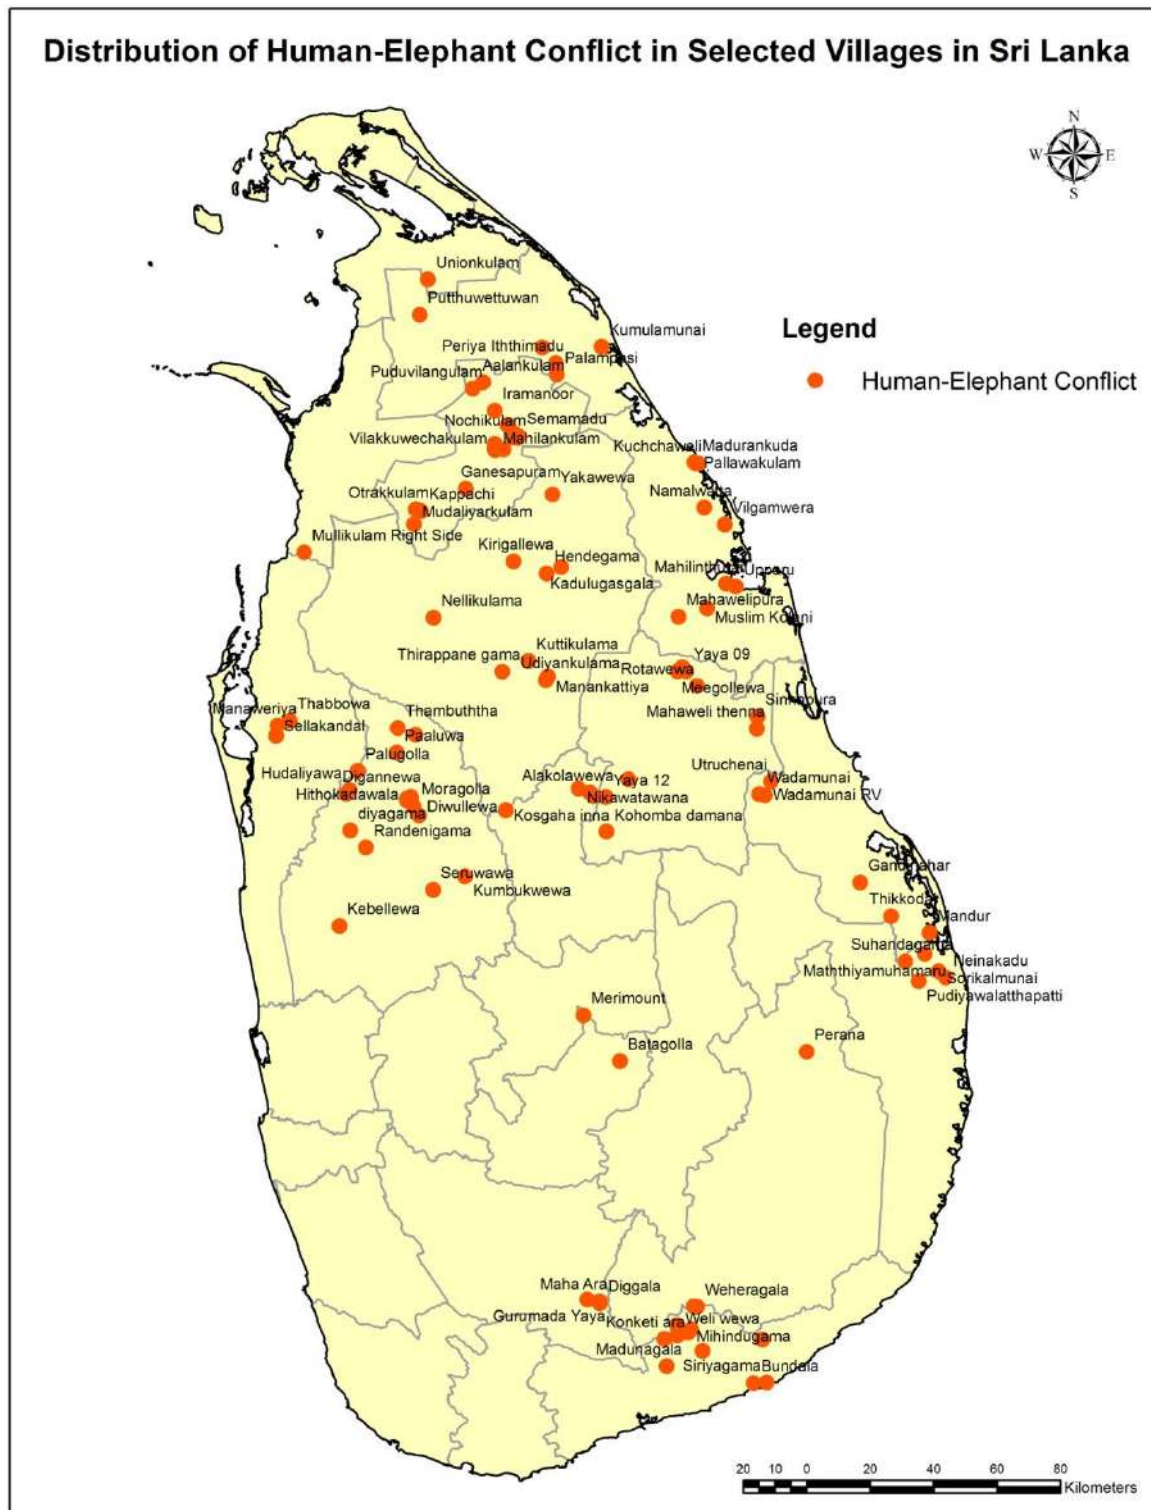 Distribution of Human-Elephant Conflict in Selected Villages in Sri Lanka
N
W E
S
Unionkulam
Putthuwettuwan
Legend
Human-Elephant Conflict
Kumulamunai
Periya Iththimadu
Palampasi
Aalankulam
Puduvilangulam
Iramanoor
Nochikulam
Semamadu
Vilakkuwechakulam
Mahilankulam
Kuchchaweli
Madurankuda
Pallawakulam
Ganesapuram
Yakawewa
Otrakkulam
Kappachi
Namalwatta
Vilgamwera
Mudaliyarkulam
Mullikulam Right Side
Kirigallewa
Hendegama
Kadulugasgala
Upparu
Mahawelipura
Muslim Koloni
Nellikulama
Kuttikulama
Thirappane gama
Udiyankulama
Manankattiya
Yaya 09
Rotawewa
Meegollewa
Mahaweli thenna
Manaweriya
Thabbowa
Sellakandal
Thambuththa
Paaluwa
Palugolla
Utruchenai
Hudaliyawa
Digannewa
Alakolawewa
Yaya 12
Wadamunai
Hithokadawala
Moragolla
Nikawatawana
Wadamunai RV
diyagama
Diwullewa
Kosgaha inna
Kohomba damana
Randenigama
Seruwawa
Kumbukwewa
Kebellewa
Thikkodai
Mandur
Suhandagama
Neinakadu
Maththiyamuhamaru
Sorikalmunai
Pudiyawalatthapatti
Merimount
Batagolla
Perana
Maha Ara
Diggala
Weheragala
Gurumada Yaya
Konketi ara
Weli wewa
Mihindugama
Madunagala
Siriyagama
Bundala
20 10 0 20 40 60 80
Kilometers